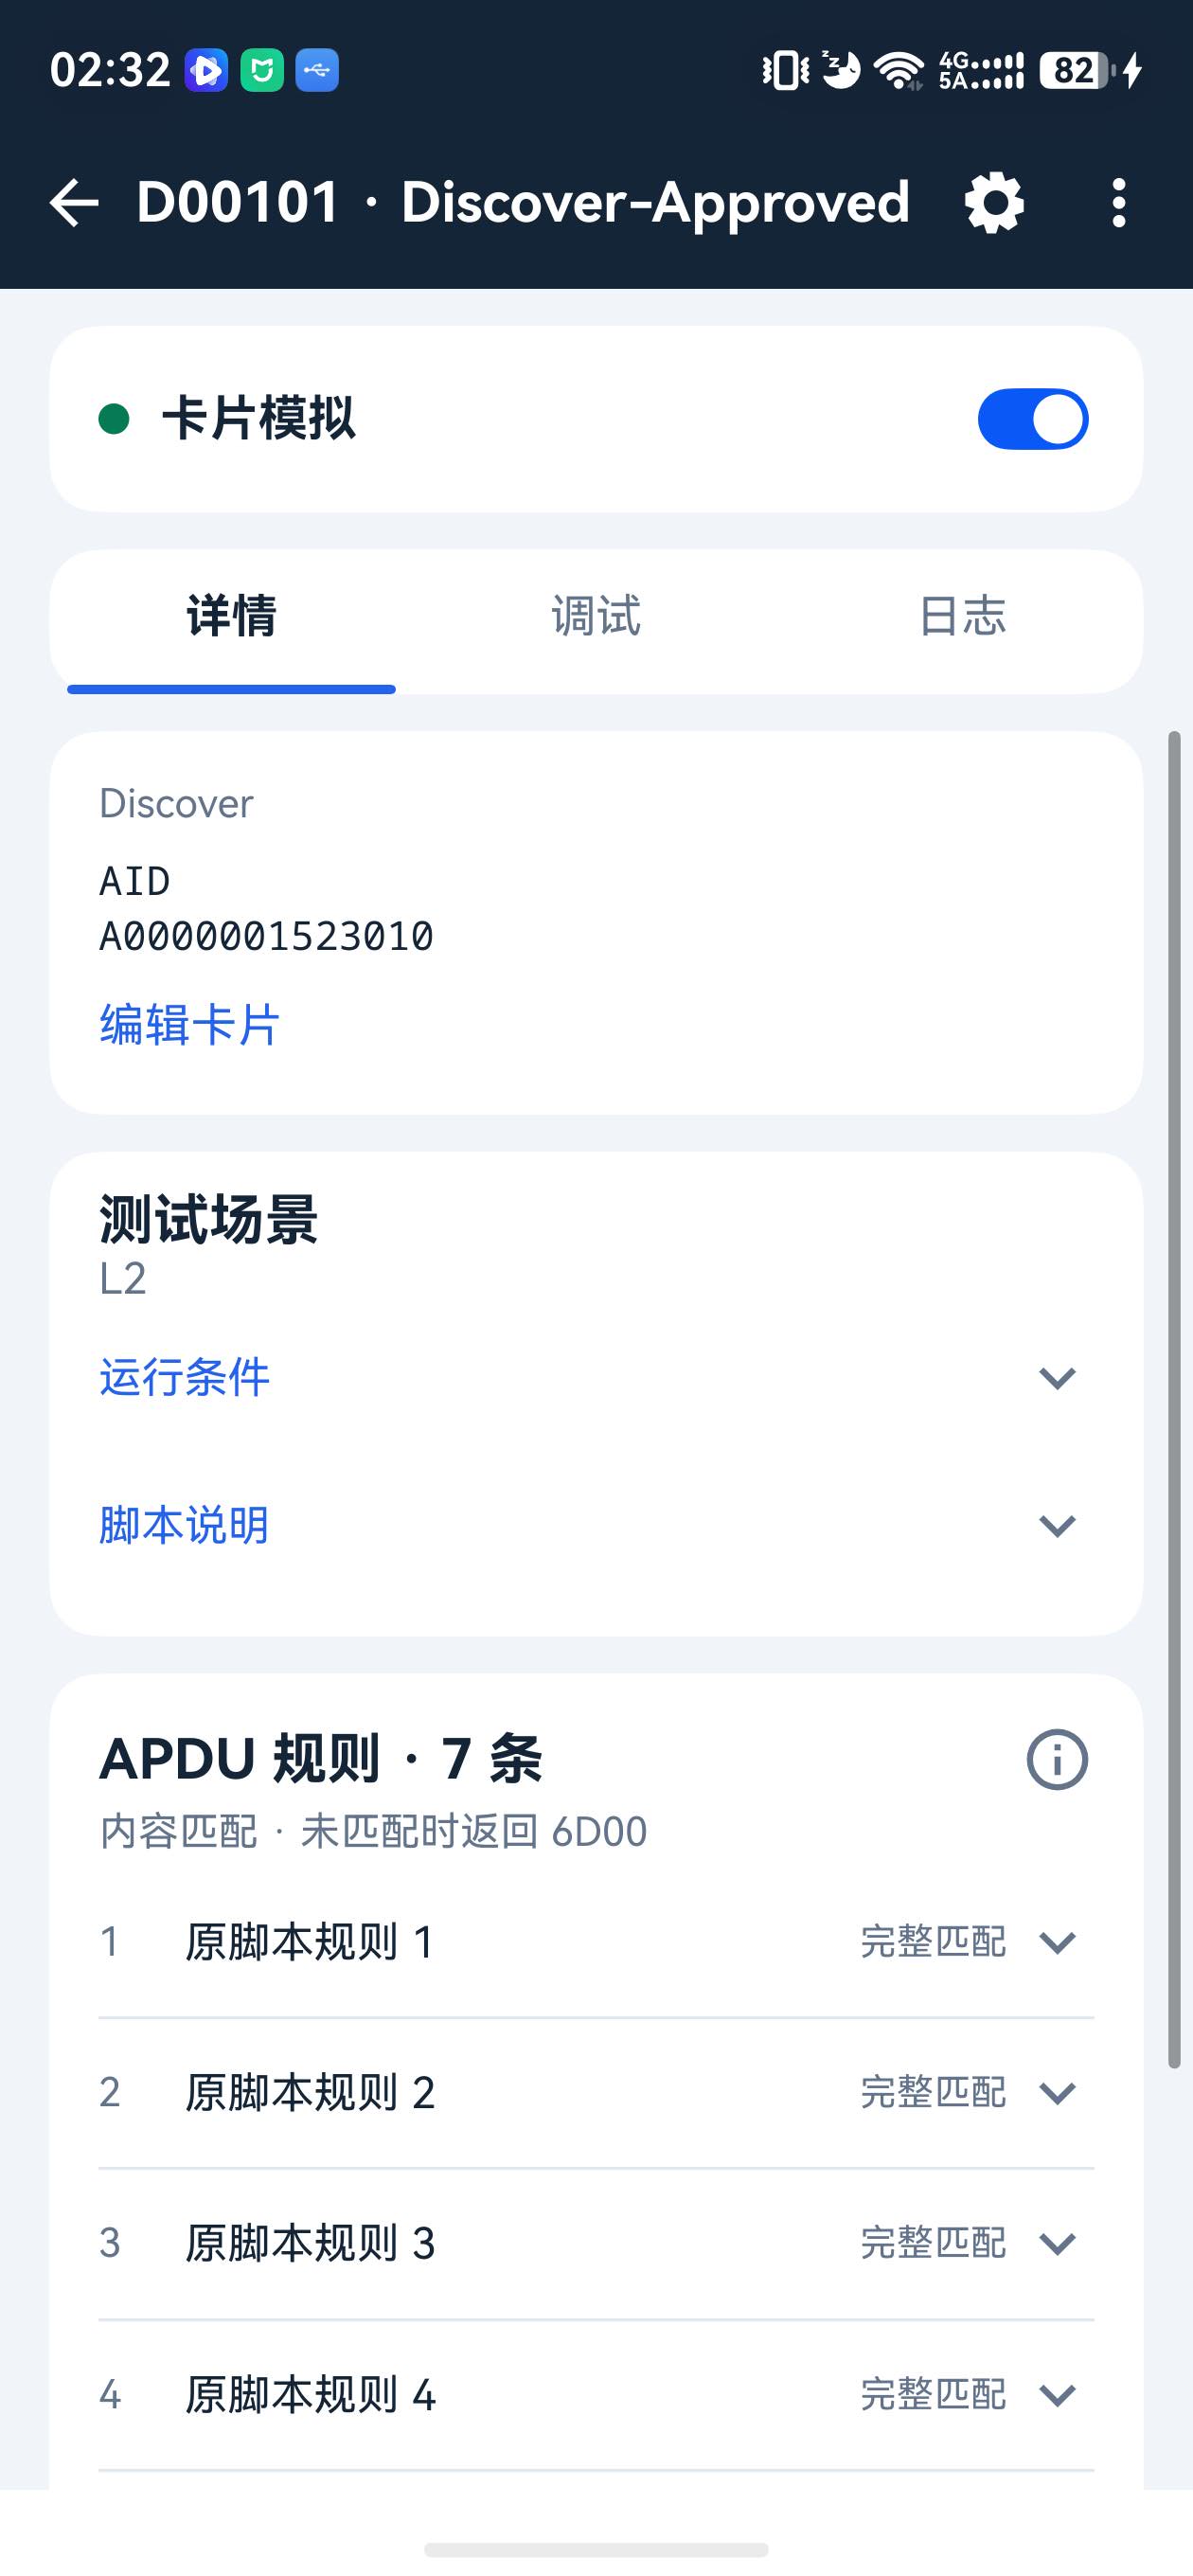 02:32
4G
5A
82
D00101 · Discover-Approved
卡片模拟
详情 调试 日志
Discover
AID
A0000001523010
编辑卡片
测试场景
L2
运行条件
脚本说明
APDU 规则 · 7 条
内容匹配 · 未匹配时返回 6D00
1 原脚本规则 1 完整匹配
2 原脚本规则 2 完整匹配
3 原脚本规则 3 完整匹配
4 原脚本规则 4 完整匹配